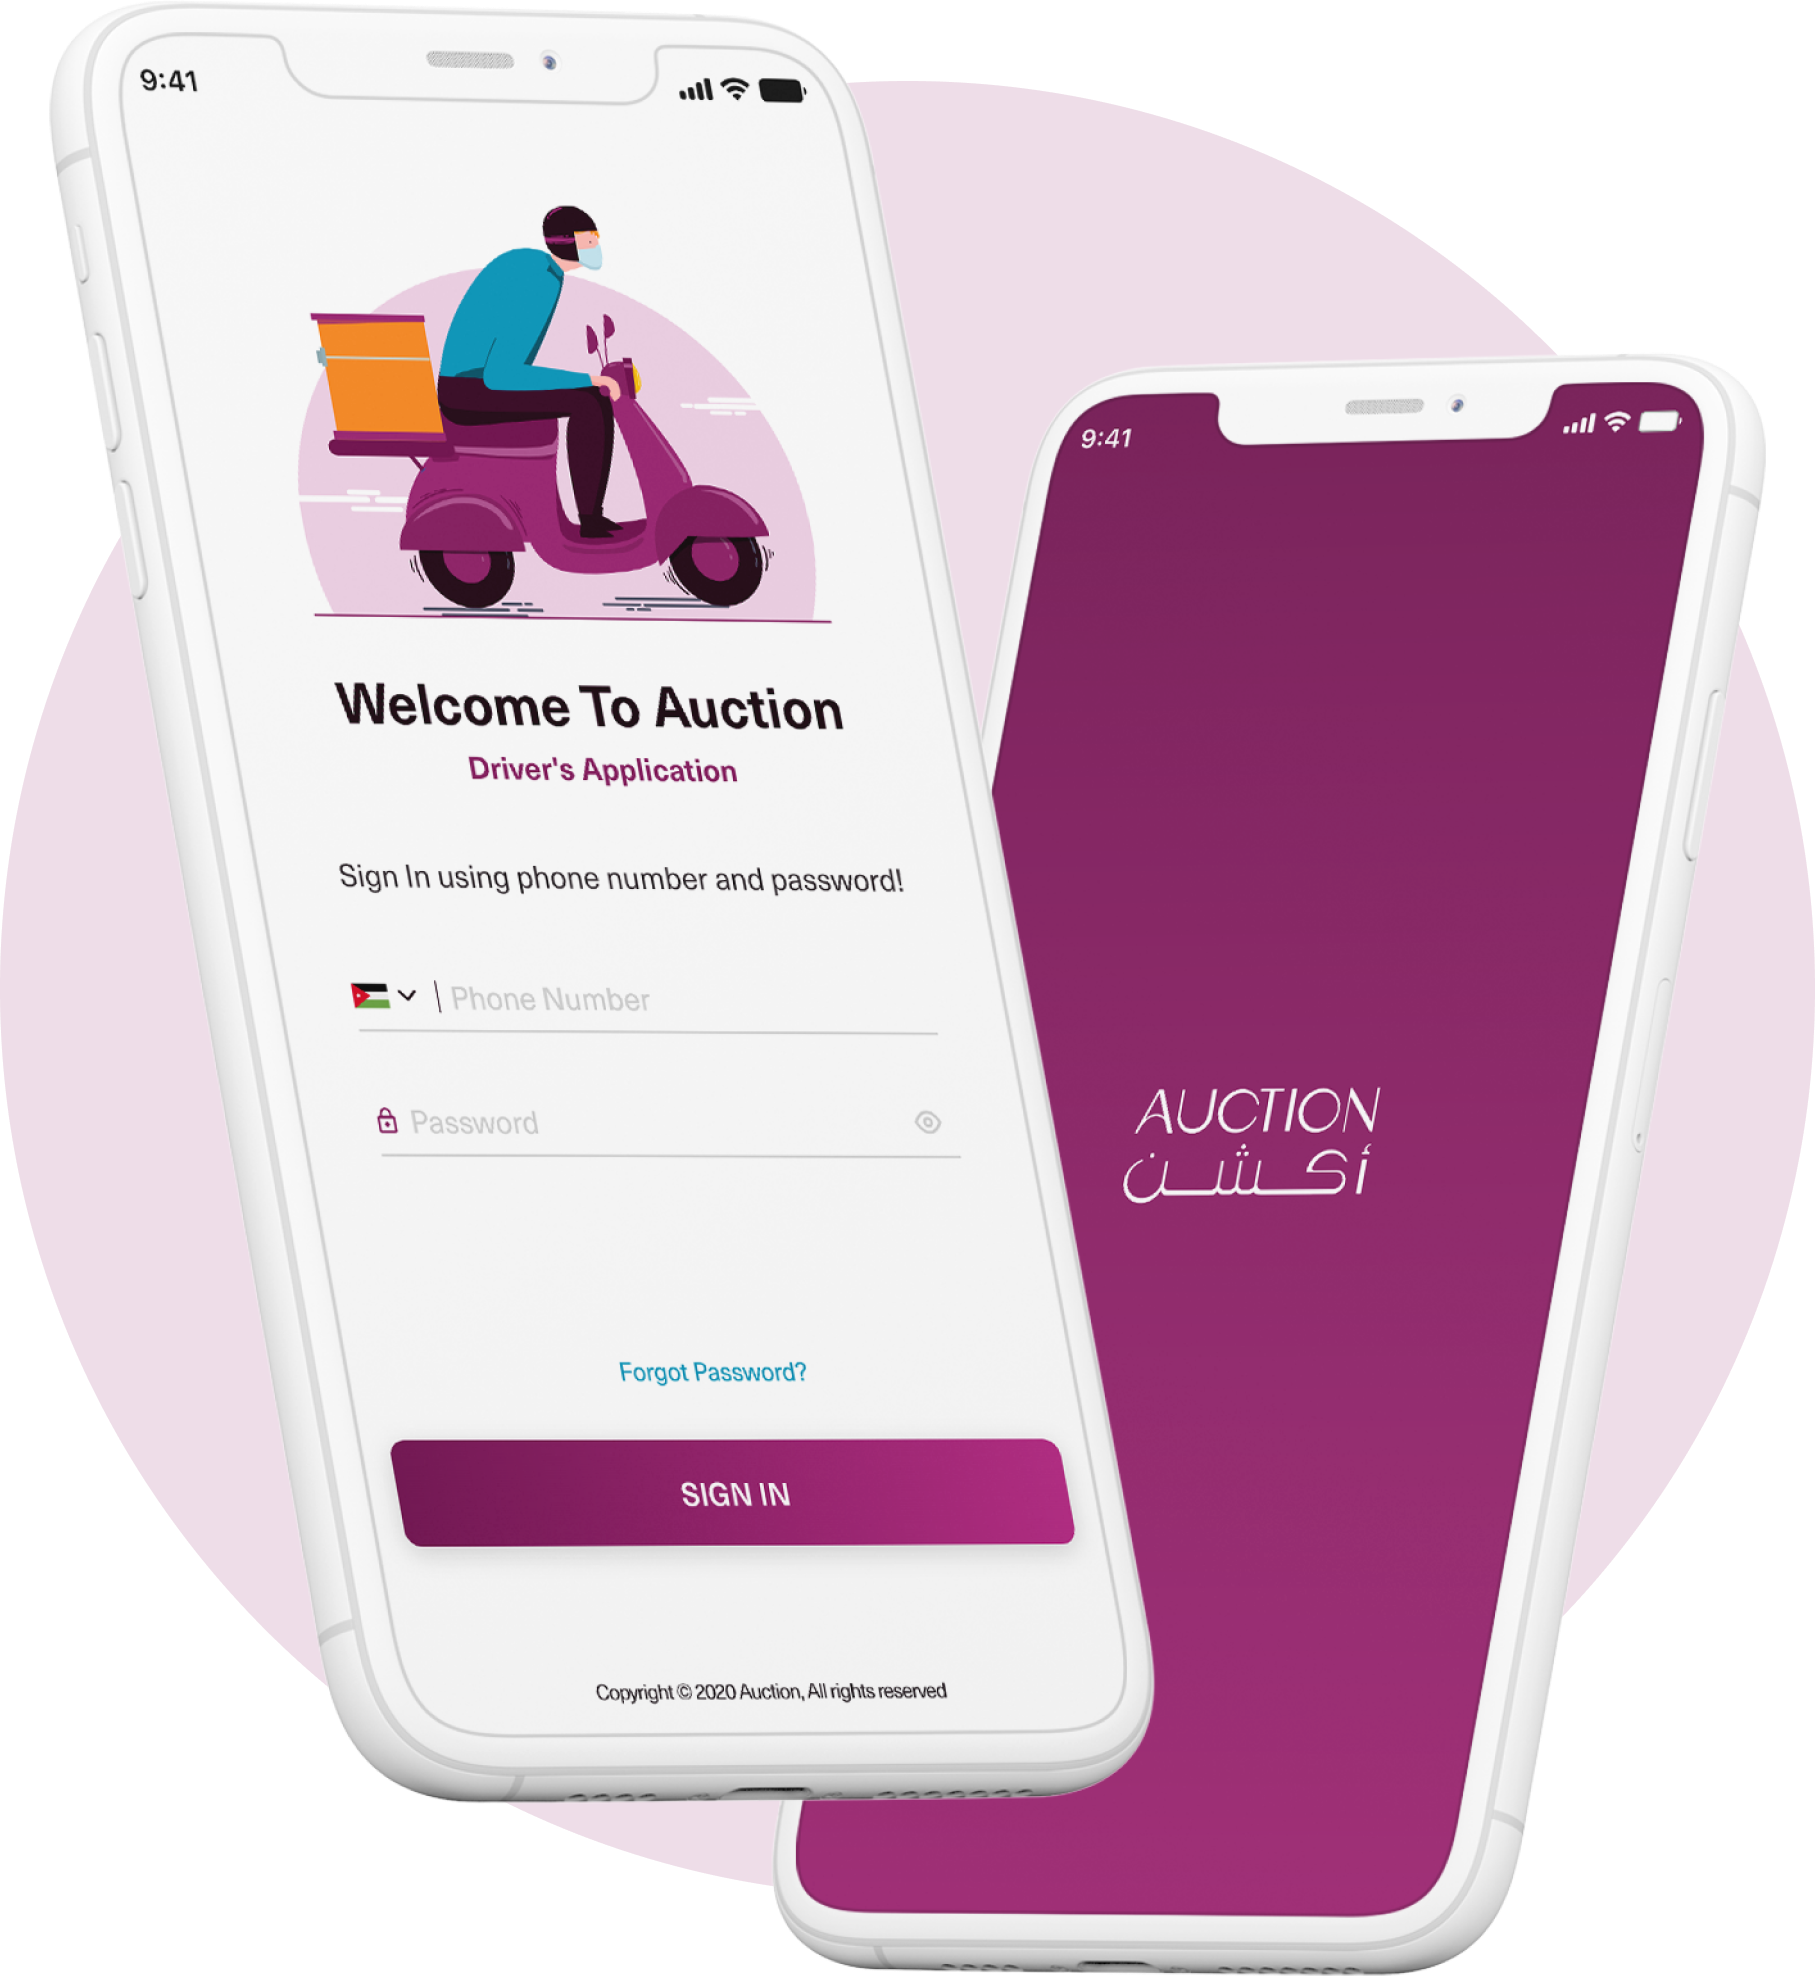 9:41
Welcome To Auction
Driver's Application
Sign In using phone number and password!
Phone Number
Password
Forgot Password?
SIGN IN
Copyright © 2020 Auction, All rights reserved
9:41
AUCTION
أكشن